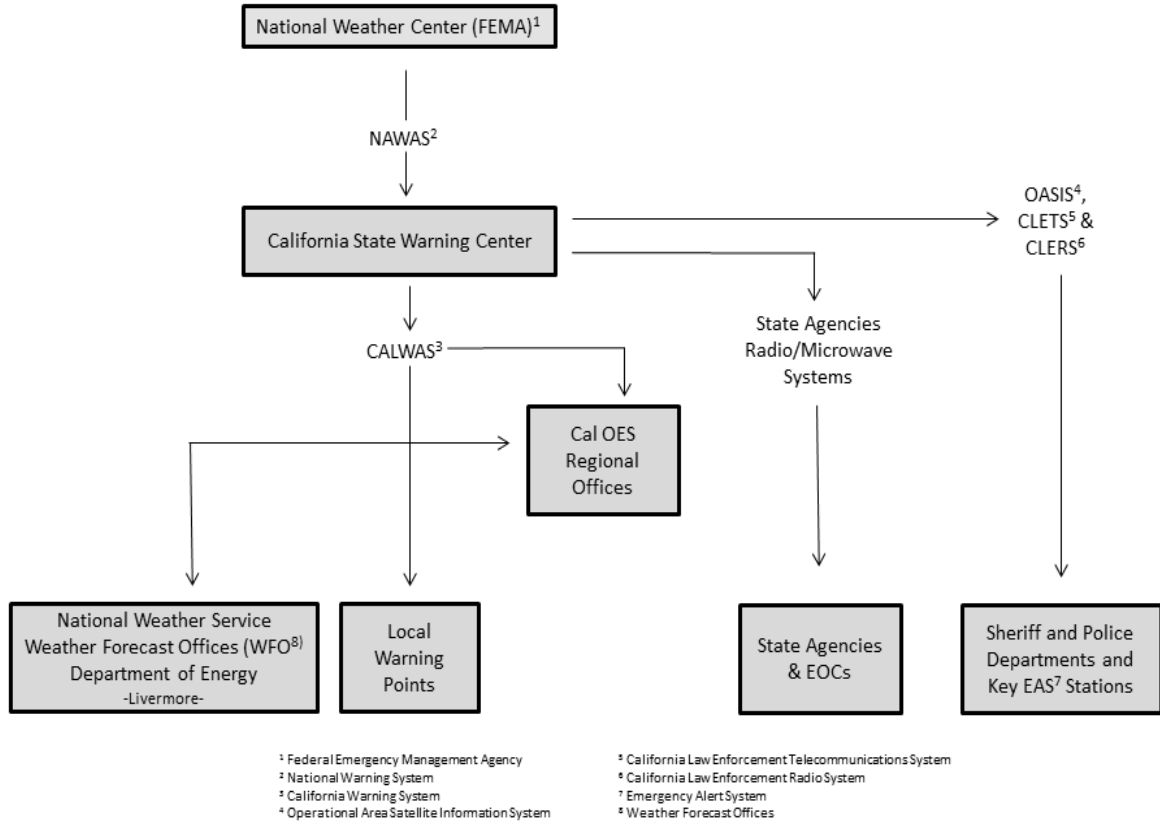 National Weather Center (FEMA)¹
NAWAS²
California State Warning Center
OASIS⁴,
CLETS⁵ &
CLERS⁶
CALWAS³
State Agencies
Radio/Microwave
Systems
Cal OES
Regional
Offices
National Weather Service
Weather Forecast Offices (WFO⁸⁾
Department of Energy
-Livermore-
Local
Warning
Points
State Agencies
& EOCs
Sheriff and Police
Departments and
Key EAS⁷ Stations
¹ Federal Emergency Management Agency
² National Warning System
³ California Warning System
⁴ Operational Area Satellite Information System
⁵ California Law Enforcement Telecommunications System
⁶ California Law Enforcement Radio System
⁷ Emergency Alert System
⁸ Weather Forecast Offices